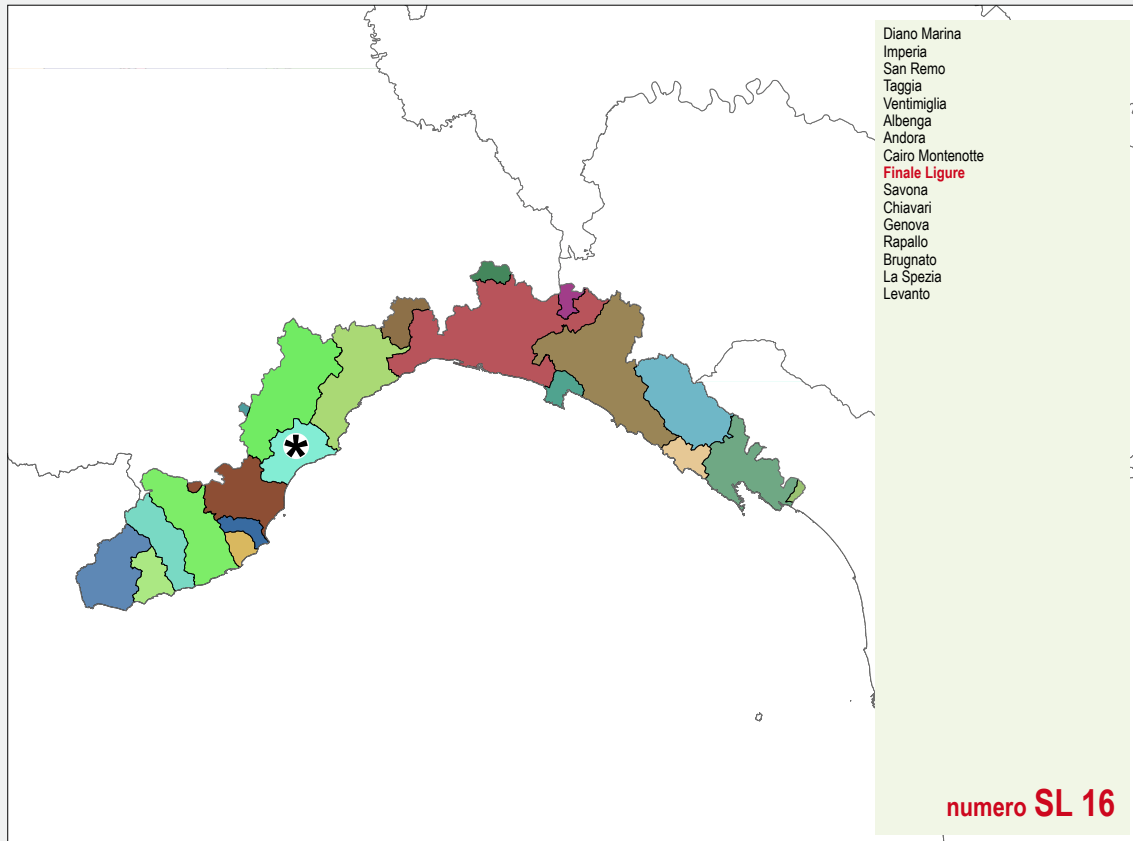 Diano Marina
Imperia
San Remo
Taggia
Ventimiglia
Albenga
Andora
Cairo Montenotte
Finale Ligure
Savona
Chiavari
Genova
Rapallo
Brugnato
La Spezia
Levanto
*
numero SL 16